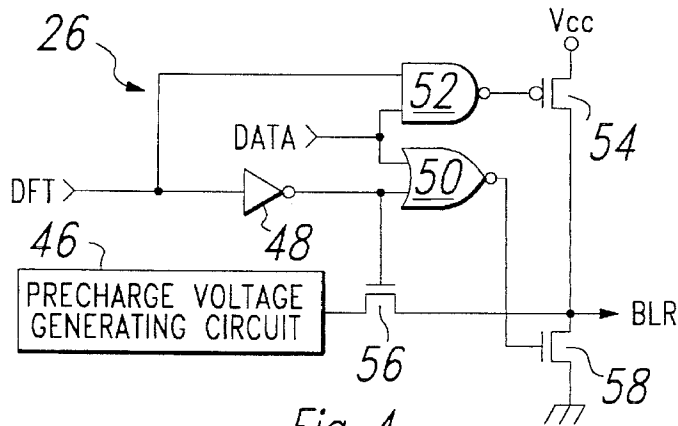 26
Vcc
52
54
DATA
50
DFT
48
46
PRECHARGE VOLTAGE
GENERATING CIRCUIT
56
BLR
58